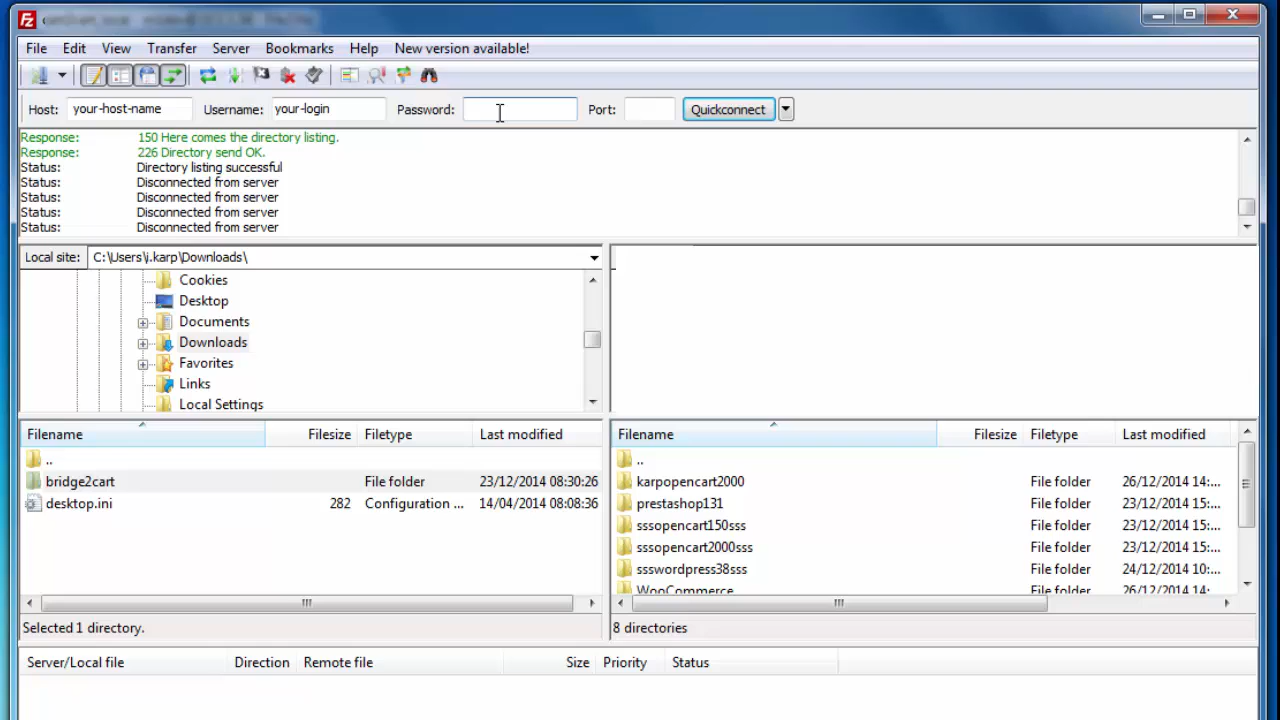 File Edit View Transfer Server Bookmarks Help New version available!
Host: your-host-name Username: your-login Password: Port: Quickconnect
Response: 150 Here comes the directory listing.
Response: 226 Directory send OK.
Status: Directory listing successful
Status: Disconnected from server
Status: Disconnected from server
Status: Disconnected from server
Status: Disconnected from server
Local site: C:\Users\j.karp\Downloads\
Cookies
Desktop
Documents
Downloads
Favorites
Links
Local Settings
Filename Filesize Filetype Last modified
..
bridge2cart File folder 23/12/2014 08:30:26
desktop.ini 282 Configuration ... 14/04/2014 08:08:36
Selected 1 directory.
Filename Filesize Filetype Last modified
..
karpopencart2000 File folder 26/12/2014 14:...
prestashop131 File folder 23/12/2014 15:...
sssopencart150sss File folder 23/12/2014 15:...
sssopencart2000sss File folder 23/12/2014 15:...
ssswordpress38sss File folder 24/12/2014 10:...
WooCommerce File folder 26/12/2014 14:...
8 directories
Server/Local file Direction Remote file Size Priority Status